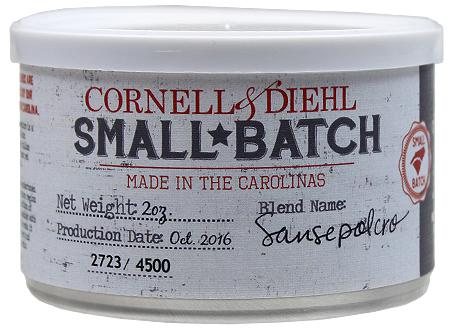 CORNELL & DIEHL
SMALL★BATCH
MADE IN THE CAROLINAS
Net Weight: 2oz.
Blend Name:
Production Date: Oct. 2016
Sansepolcro
2723/ 4500
SMALL
BATCH